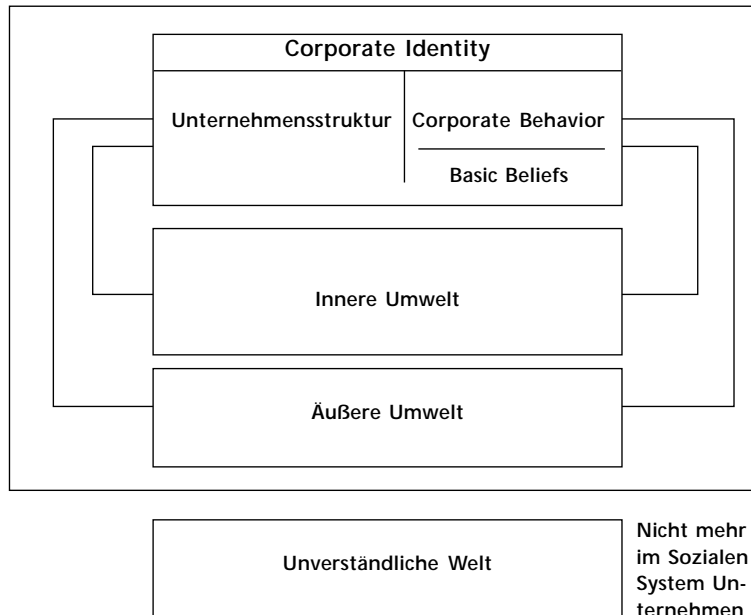 Corporate Identity
Unternehmensstruktur
Corporate Behavior
Basic Beliefs
Innere Umwelt
Äußere Umwelt
Unverständliche Welt
Nicht mehr
im Sozialen
System Un-
ternehmen